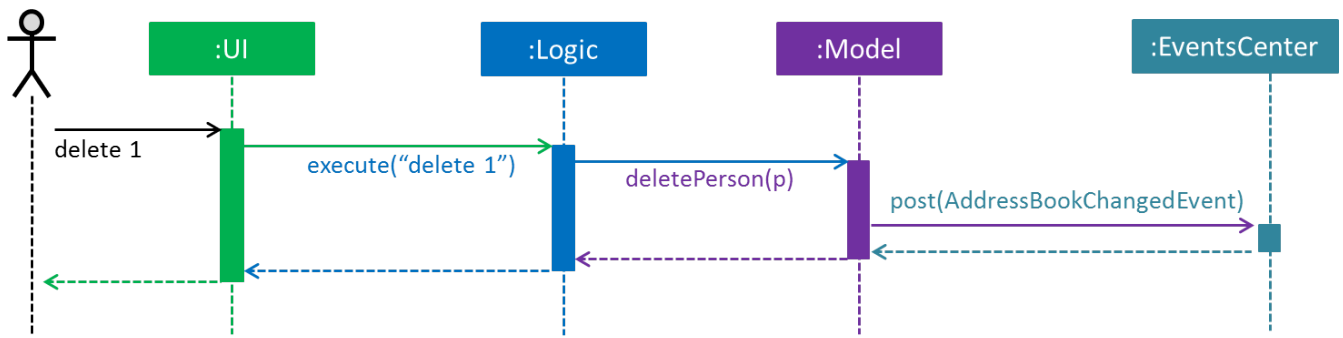 :UI
:Logic
:Model
:EventsCenter
delete 1
execute(“delete 1”)
deletePerson(p)
post(AddressBookChangedEvent)